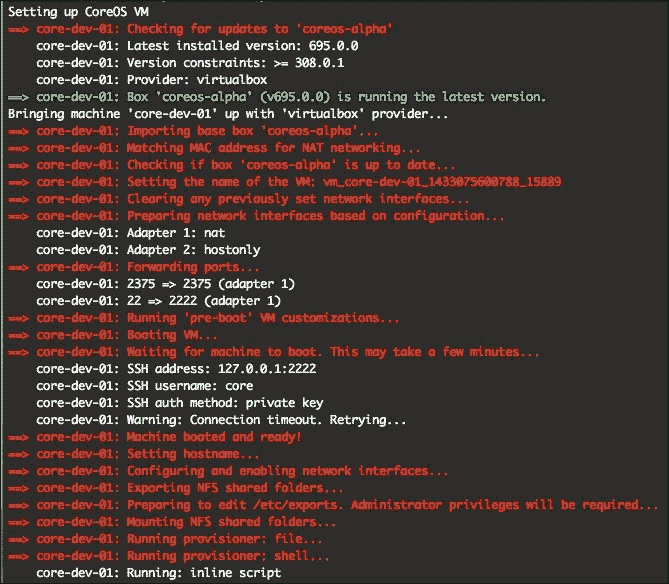 Setting up CoreOS VM
==> core-dev-01: Checking for updates to 'coreos-alpha'
core-dev-01: Latest installed version: 695.0.0
core-dev-01: Version constraints: >= 308.0.1
core-dev-01: Provider: virtualbox
==> core-dev-01: Box 'coreos-alpha' (v695.0.0) is running the latest version.
Bringing machine 'core-dev-01' up with 'virtualbox' provider...
==> core-dev-01: Importing base box 'coreos-alpha'...
==> core-dev-01: Matching MAC address for NAT networking...
==> core-dev-01: Checking if box 'coreos-alpha' is up to date...
==> core-dev-01: Setting the name of the VM: vm_core-dev-01_1433075600788_15889
==> core-dev-01: Clearing any previously set network interfaces...
==> core-dev-01: Preparing network interfaces based on configuration...
core-dev-01: Adapter 1: nat
core-dev-01: Adapter 2: hostonly
==> core-dev-01: Forwarding ports...
core-dev-01: 2375 => 2375 (adapter 1)
core-dev-01: 22 => 2222 (adapter 1)
==> core-dev-01: Running 'pre-boot' VM customizations...
==> core-dev-01: Booting VM...
==> core-dev-01: Waiting for machine to boot. This may take a few minutes...
core-dev-01: SSH address: 127.0.0.1:2222
core-dev-01: SSH username: core
core-dev-01: SSH auth method: private key
core-dev-01: Warning: Connection timeout. Retrying...
==> core-dev-01: Machine booted and ready!
==> core-dev-01: Setting hostname...
==> core-dev-01: Configuring and enabling network interfaces...
==> core-dev-01: Exporting NFS shared folders...
==> core-dev-01: Preparing to edit /etc/exports. Administrator privileges will be required...
==> core-dev-01: Mounting NFS shared folders...
==> core-dev-01: Running provisioner: file...
==> core-dev-01: Running provisioner: shell...
core-dev-01: Running: inline script